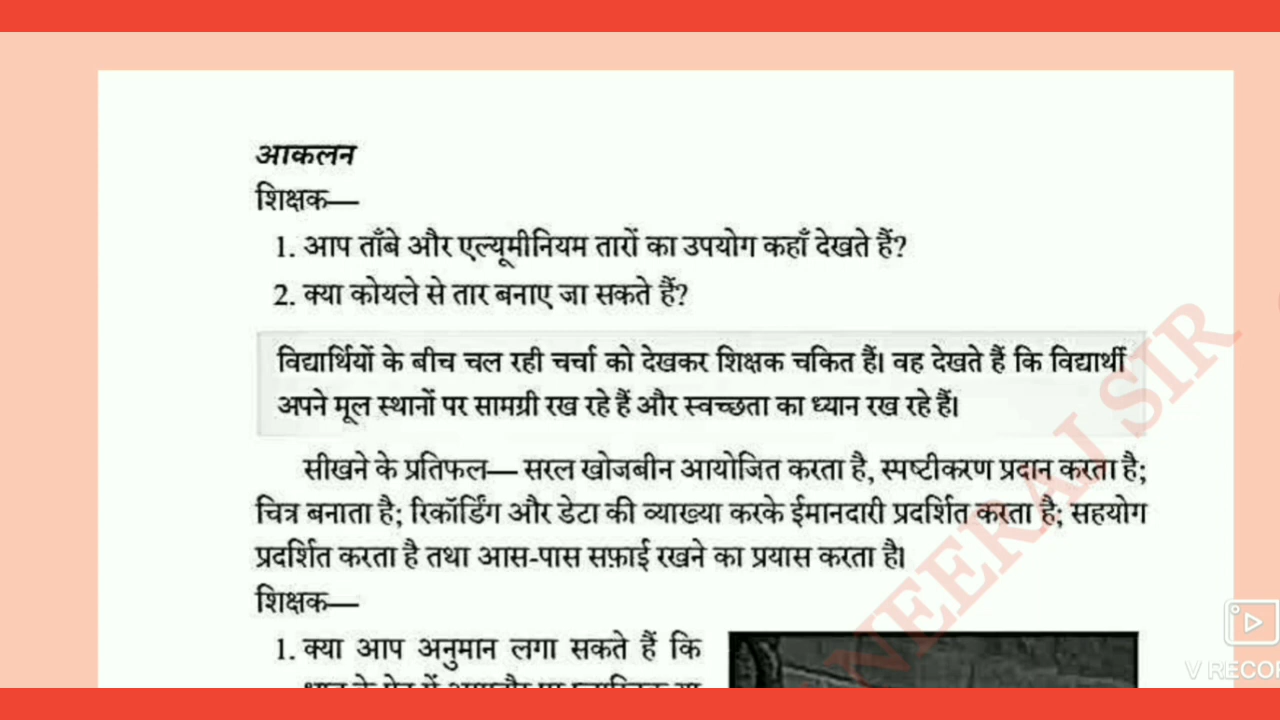 आकलन
शिक्षक—
1. आप ताँबे और एल्यूमीनियम तारों का उपयोग कहाँ देखते हैं?
2. क्या कोयले से तार बनाए जा सकते हैं?
विद्यार्थियों के बीच चल रही चर्चा को देखकर शिक्षक चकित हैं। वह देखते हैं कि विद्यार्थी
अपने मूल स्थानों पर सामग्री रख रहे हैं और स्वच्छता का ध्यान रख रहे हैं।
सीखने के प्रतिफल— सरल खोजबीन आयोजित करता है, स्पष्टीकरण प्रदान करता है;
चित्र बनाता है; रिकॉर्डिंग और डेटा की व्याख्या करके ईमानदारी प्रदर्शित करता है; सहयोग
प्रदर्शित करता है तथा आस-पास सफ़ाई रखने का प्रयास करता है।
शिक्षक—
1. क्या आप अनुमान लगा सकते हैं कि
NEERAJ SIR
V RECOR